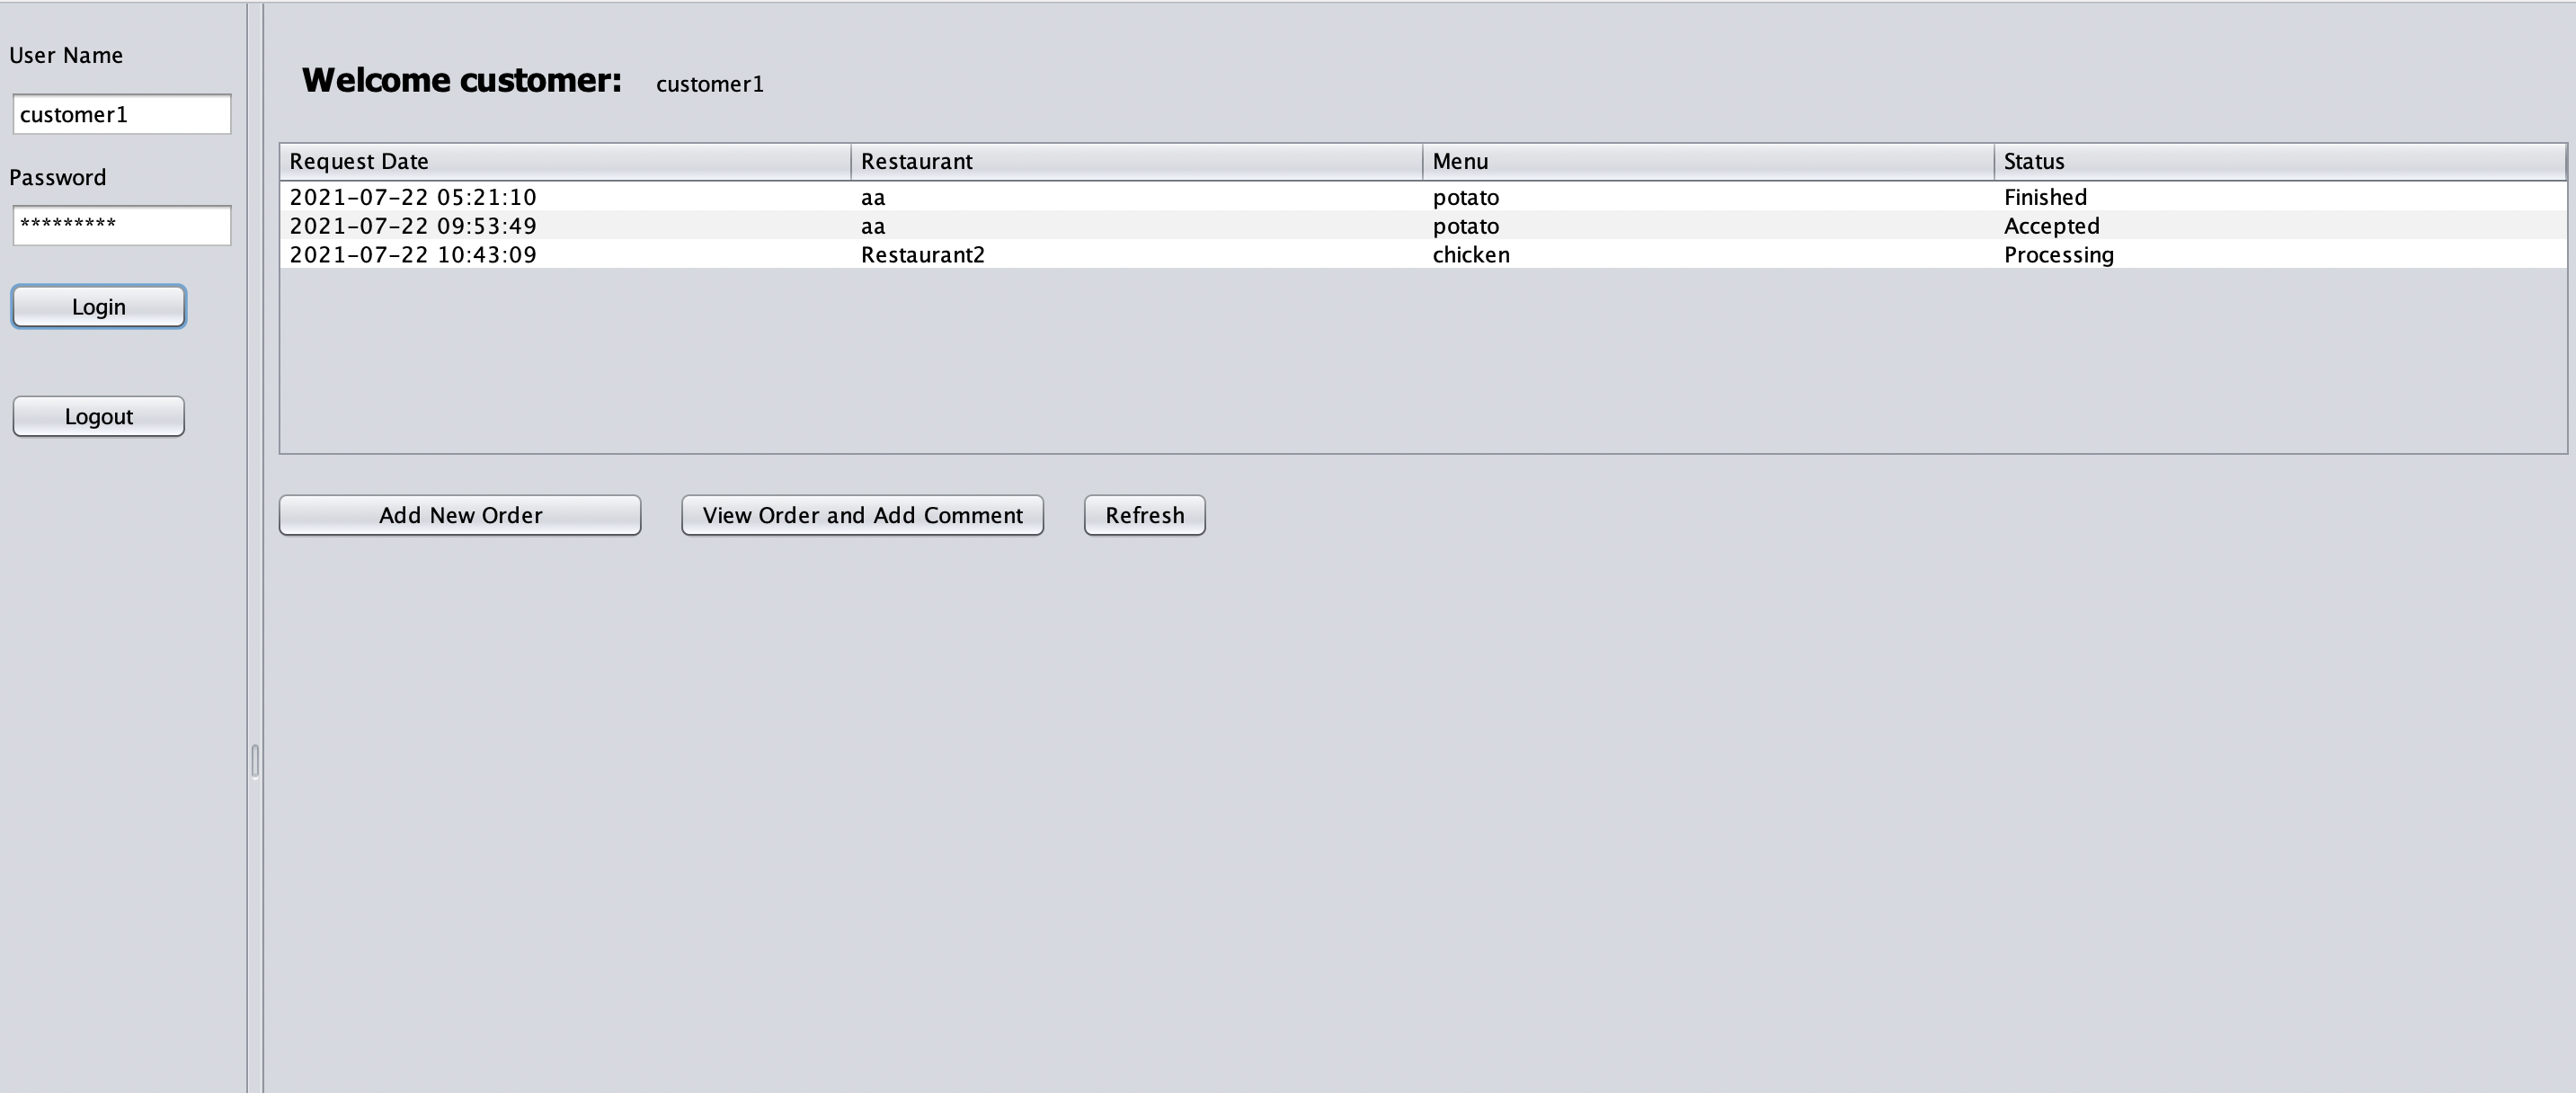 User Name
customer1
Password
*********
Login
Logout
Welcome customer: customer1
Request Date Restaurant Menu Status
2021-07-22 05:21:10 aa potato Finished
2021-07-22 09:53:49 aa potato Accepted
2021-07-22 10:43:09 Restaurant2 chicken Processing
Add New Order View Order and Add Comment Refresh